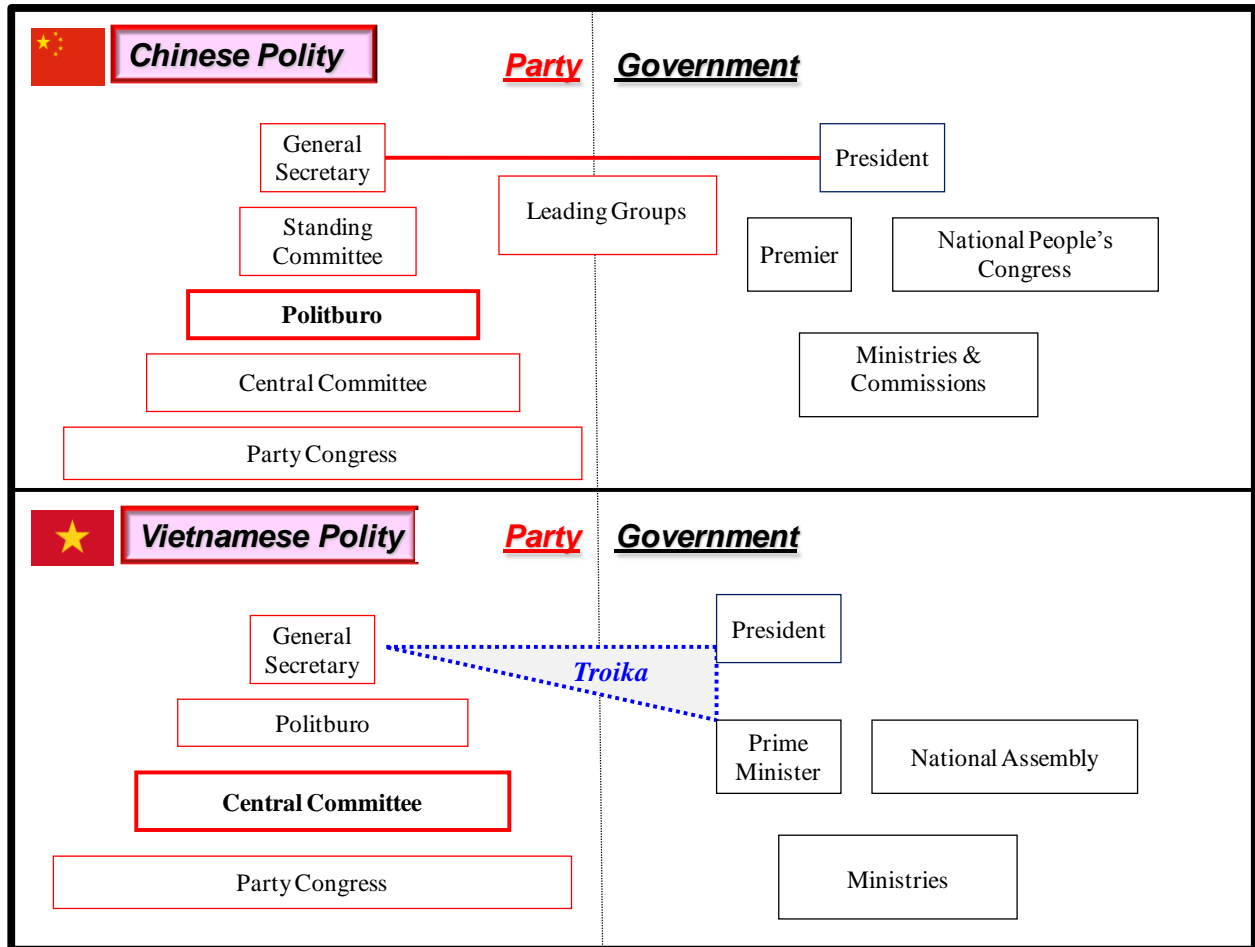 Chinese Polity
Party
Government
General
Secretary
President
Leading Groups
Standing
Committee
Premier
National People's
Congress
Politburo
Ministries &
Commissions
Central Committee
Party Congress
Vietnamese Polity
Party
Government
General
Secretary
President
Troika
Politburo
Prime
Minister
National Assembly
Central Committee
Ministries
Party Congress